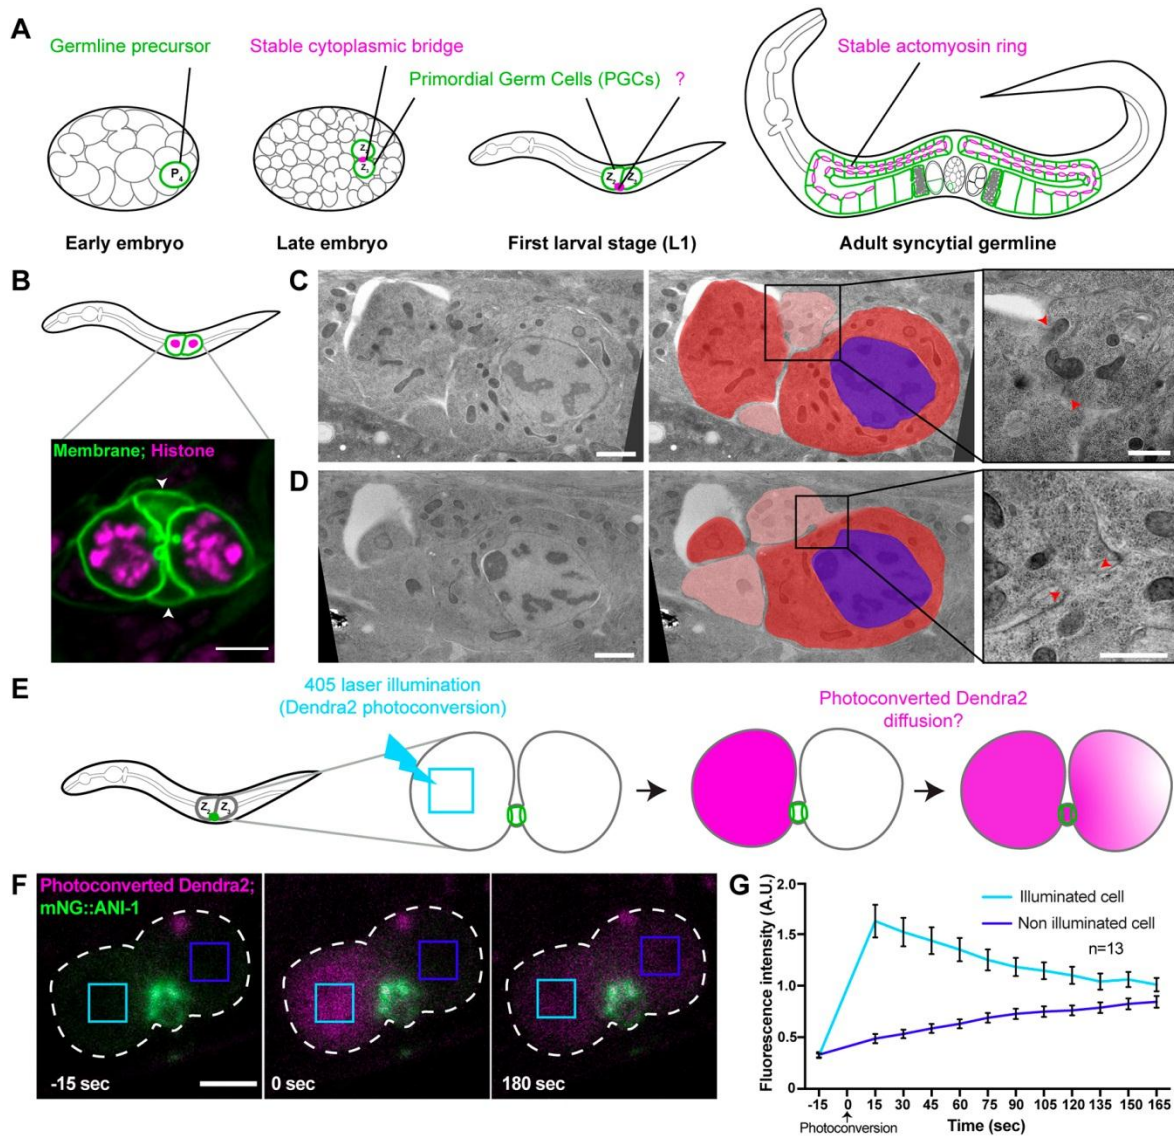 A
Germline precursor
Stable cytoplasmic bridge
Stable actomyosin ring
Primordial Germ Cells (PGCs) ?
P4
Z2
Z3
Z2 Z3
Early embryo
Late embryo
First larval stage (L1)
Adult syncytial germline
B
Membrane; Histone
C
D
E
405 laser illumination
(Dendra2 photoconversion)
Photoconverted Dendra2
diffusion?
Z2 Z3
F
Photoconverted Dendra2;
mNG::ANI-1
-15 sec
0 sec
180 sec
G
Fluorescence intensity (A.U.)
2.0
1.5
1.0
0.5
0
Illuminated cell
Non illuminated cell
n=13
-15 0 15 30 45 60 75 90 105 120 135 150 165
Photoconversion
Time (sec)